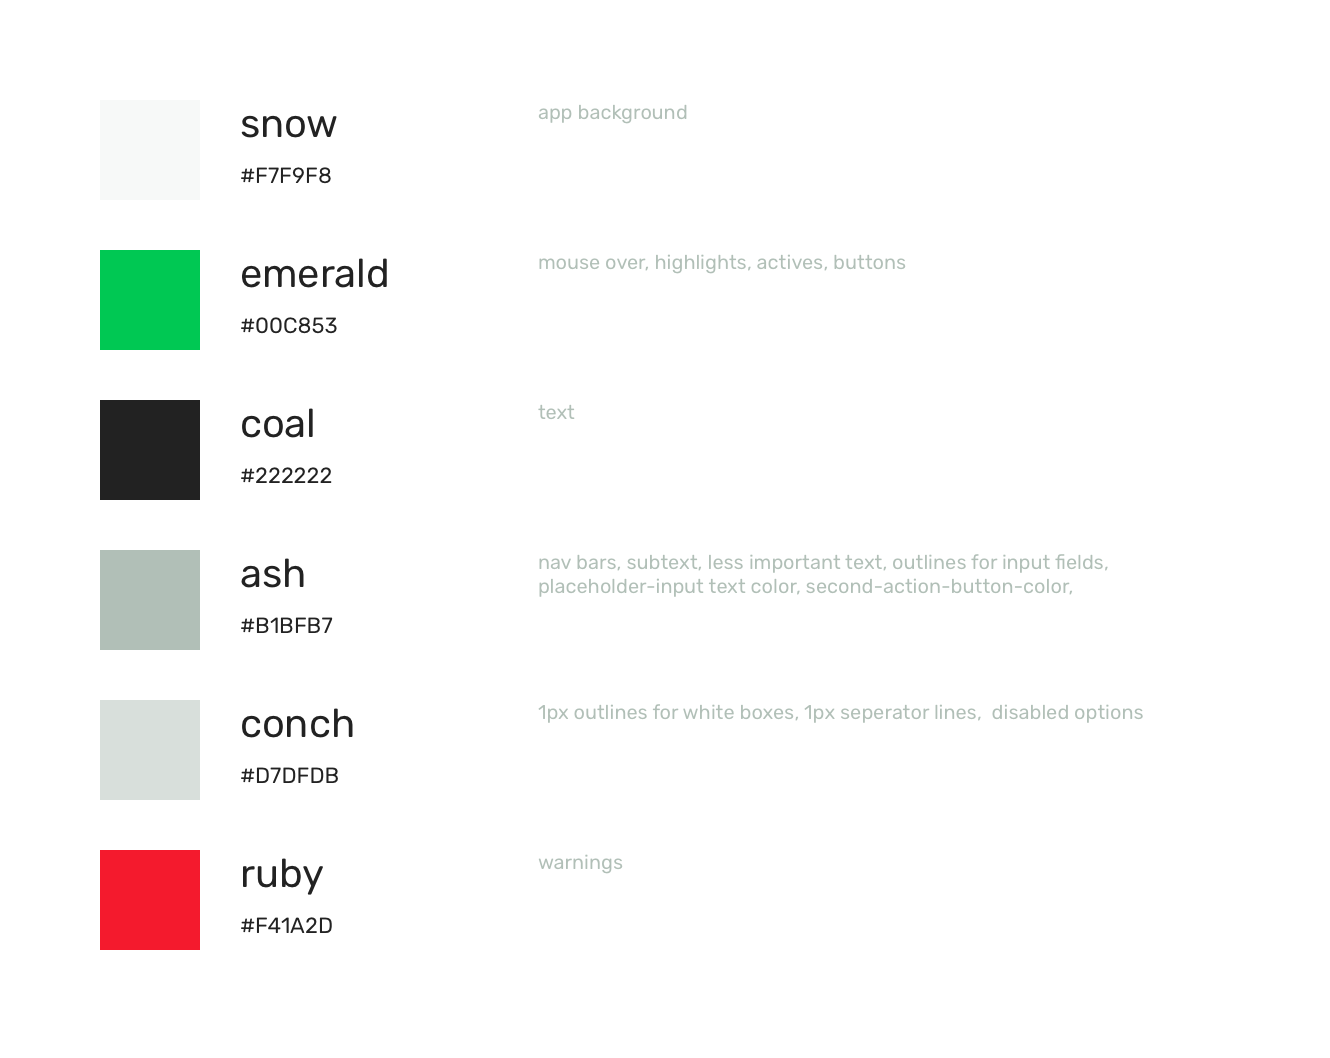 snow
app background
#F7F9F8
emerald
mouse over, highlights, actives, buttons
#00C853
coal
text
#222222
ash
nav bars, subtext, less important text, outlines for input fields,
placeholder-input text color, second-action-button-color,
#B1BFB7
conch
1px outlines for white boxes, 1px seperator lines,  disabled options
#D7DFDB
ruby
warnings
#F41A2D